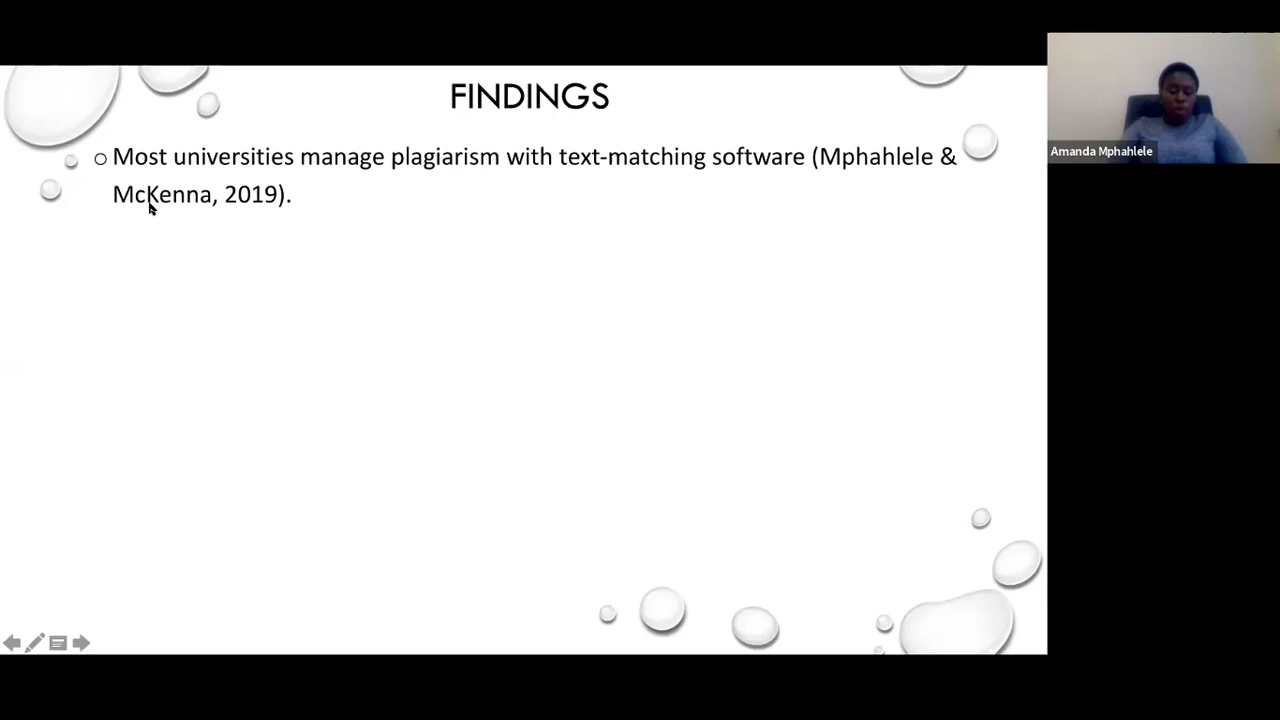 FINDINGS
○ Most universities manage plagiarism with text-matching software (Mphahlele &
McKenna, 2019).
Amanda Mphahlele